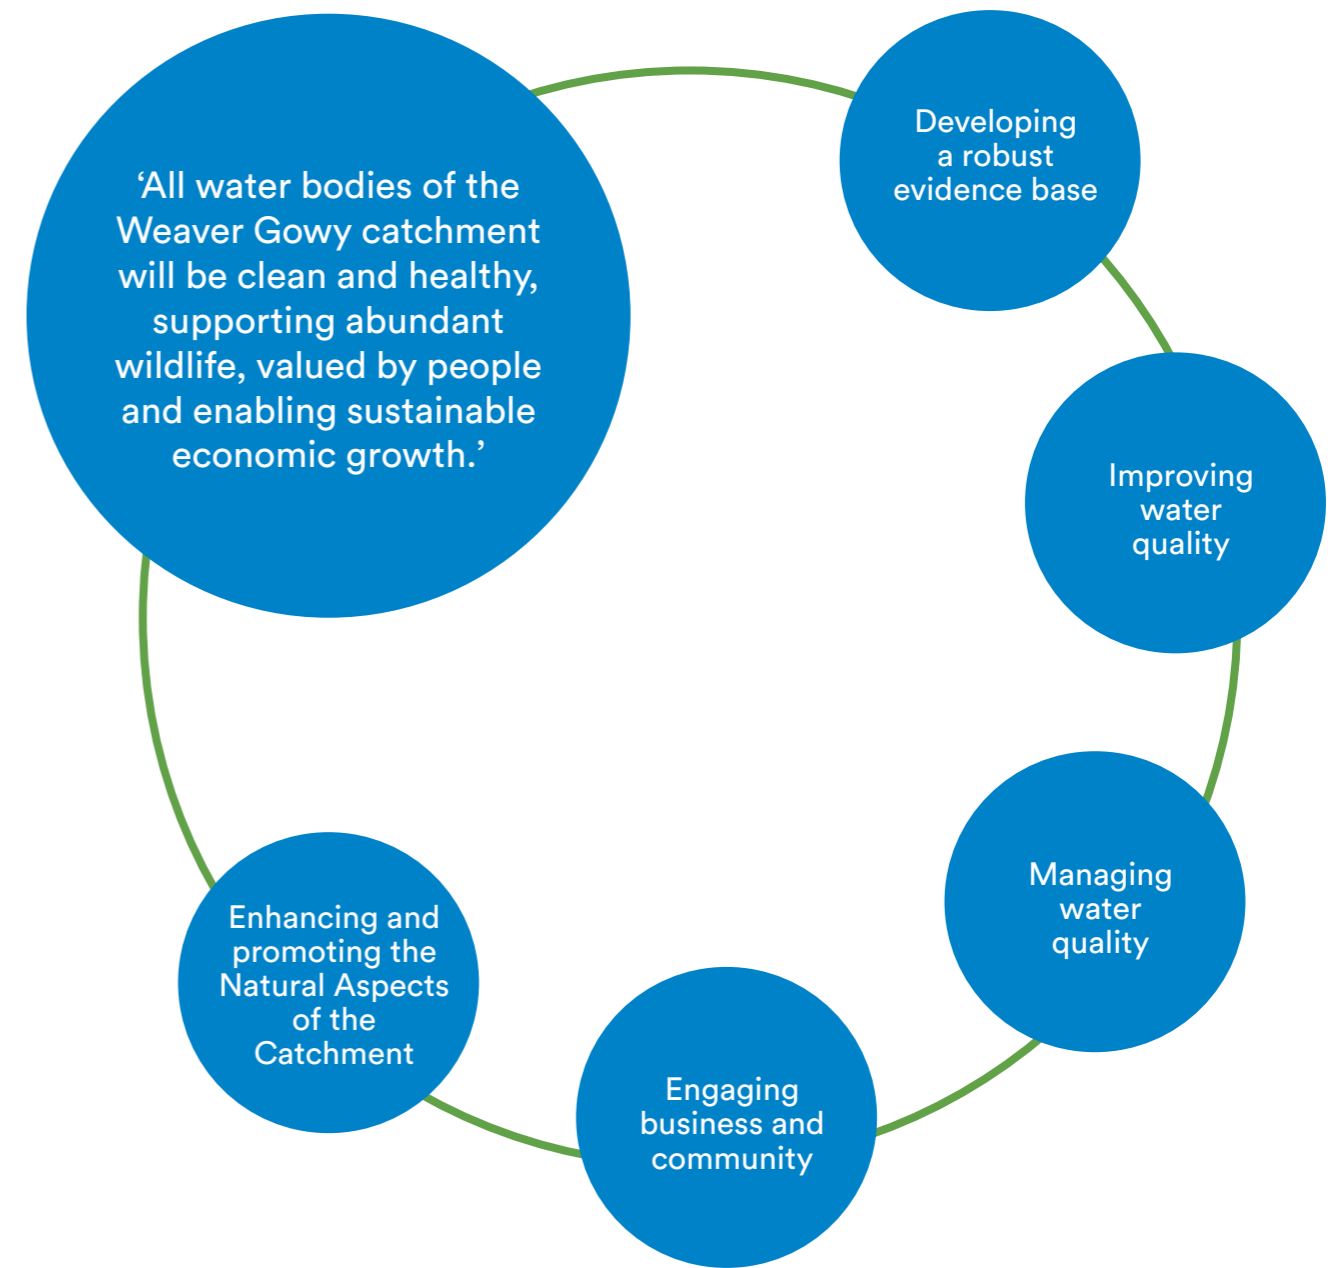 ‘All water bodies of the
Weaver Gowy catchment
will be clean and healthy,
supporting abundant
wildlife, valued by people
and enabling sustainable
economic growth.’
Developing
a robust
evidence base
Improving
water
quality
Managing
water
quality
Engaging
business and
community
Enhancing and
promoting the
Natural Aspects
of the
Catchment